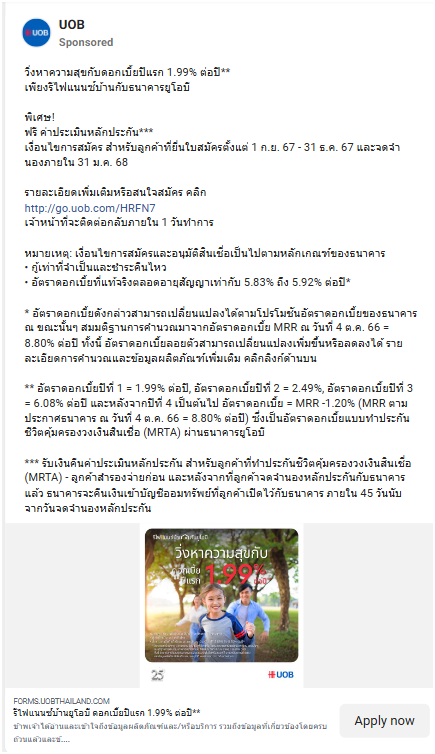 UOB
Sponsored
วิ่งหาความสุขกับดอกเบี้ยปีแรก 1.99% ต่อปี**
เพียงรีไฟแนนซ์บ้านกับธนาคารยูโอบี
พิเศษ!
ฟรี ค่าประเมินหลักประกัน***
เงื่อนไขการสมัคร สำหรับลูกค้าที่ยื่นใบสมัครตั้งแต่ 1 ก.ย. 67 - 31 ธ.ค. 67 และจดจำ
นองภายใน 31 ม.ค. 68
รายละเอียดเพิ่มเติมหรือสนใจสมัคร คลิก
http://go.uob.com/HRFN7
เจ้าหน้าที่จะติดต่อกลับภายใน 1 วันทำการ
หมายเหตุ: เงื่อนไขการสมัครและอนุมัติสินเชื่อเป็นไปตามหลักเกณฑ์ของธนาคาร
• กู้เท่าที่จำเป็นและชำระคืนไหว
• อัตราดอกเบี้ยที่แท้จริงตลอดอายุสัญญาเท่ากับ 5.83% ถึง 5.92% ต่อปี*
* อัตราดอกเบี้ยดังกล่าวสามารถเปลี่ยนแปลงได้ตามโปรโมชันอัตราดอกเบี้ยของธนาคาร
ณ ขณะนั้นๆ สมมติฐานการคำนวณมาจากอัตราดอกเบี้ย MRR ณ วันที่ 4 ต.ค. 66 =
8.80% ต่อปี ทั้งนี้ อัตราดอกเบี้ยลอยตัวสามารถเปลี่ยนแปลงเพิ่มขึ้นหรือลดลงได้ ราย
ละเอียดการคำนวณและข้อมูลผลิตภัณฑ์เพิ่มเติม คลิกลิงก์ด้านบน
** อัตราดอกเบี้ยปีที่ 1 = 1.99% ต่อปี, อัตราดอกเบี้ยปีที่ 2 = 2.49%, อัตราดอกเบี้ยปีที่ 3
= 6.08% ต่อปี และหลังจากปีที่ 4 เป็นต้นไป อัตราดอกเบี้ย = MRR -1.20% (MRR ตาม
ประกาศธนาคาร ณ วันที่ 4 ต.ค. 66 = 8.80% ต่อปี) ซึ่งเป็นอัตราดอกเบี้ยแบบทำประกัน
ชีวิตคุ้มครองวงเงินสินเชื่อ (MRTA) ผ่านธนาคารยูโอบี
*** รับเงินคืนค่าประเมินหลักประกัน สำหรับลูกค้าที่ทำประกันชีวิตคุ้มครองวงเงินสินเชื่อ
(MRTA) - ลูกค้าสำรองจ่ายก่อน และหลังจากที่ลูกค้าจดจำนองหลักประกันกับธนาคาร
แล้ว ธนาคารจะคืนเงินเข้าบัญชีออมทรัพย์ที่ลูกค้าเปิดไว้กับธนาคาร ภายใน 45 วันนับ
จากวันจดจำนองหลักประกัน
รีไฟแนนซ์บ้านกับยูโอบี
วิ่งหาความสุขกับ
ดอกเบี้ย
ปีแรก 1.99% ต่อปี**
25
UOB
FORMS.UOBTHAILAND.COM
รีไฟแนนซ์บ้านยูโอบี ดอกเบี้ยปีแรก 1.99% ต่อปี**
ข้าพเจ้าได้อ่านและเข้าใจถึงข้อมูลผลิตภัณฑ์และ/หรือบริการ รวมถึงข้อมูลที่เกี่ยวข้องโดยครบ
ถ้วนแล้วและข้...
Apply now